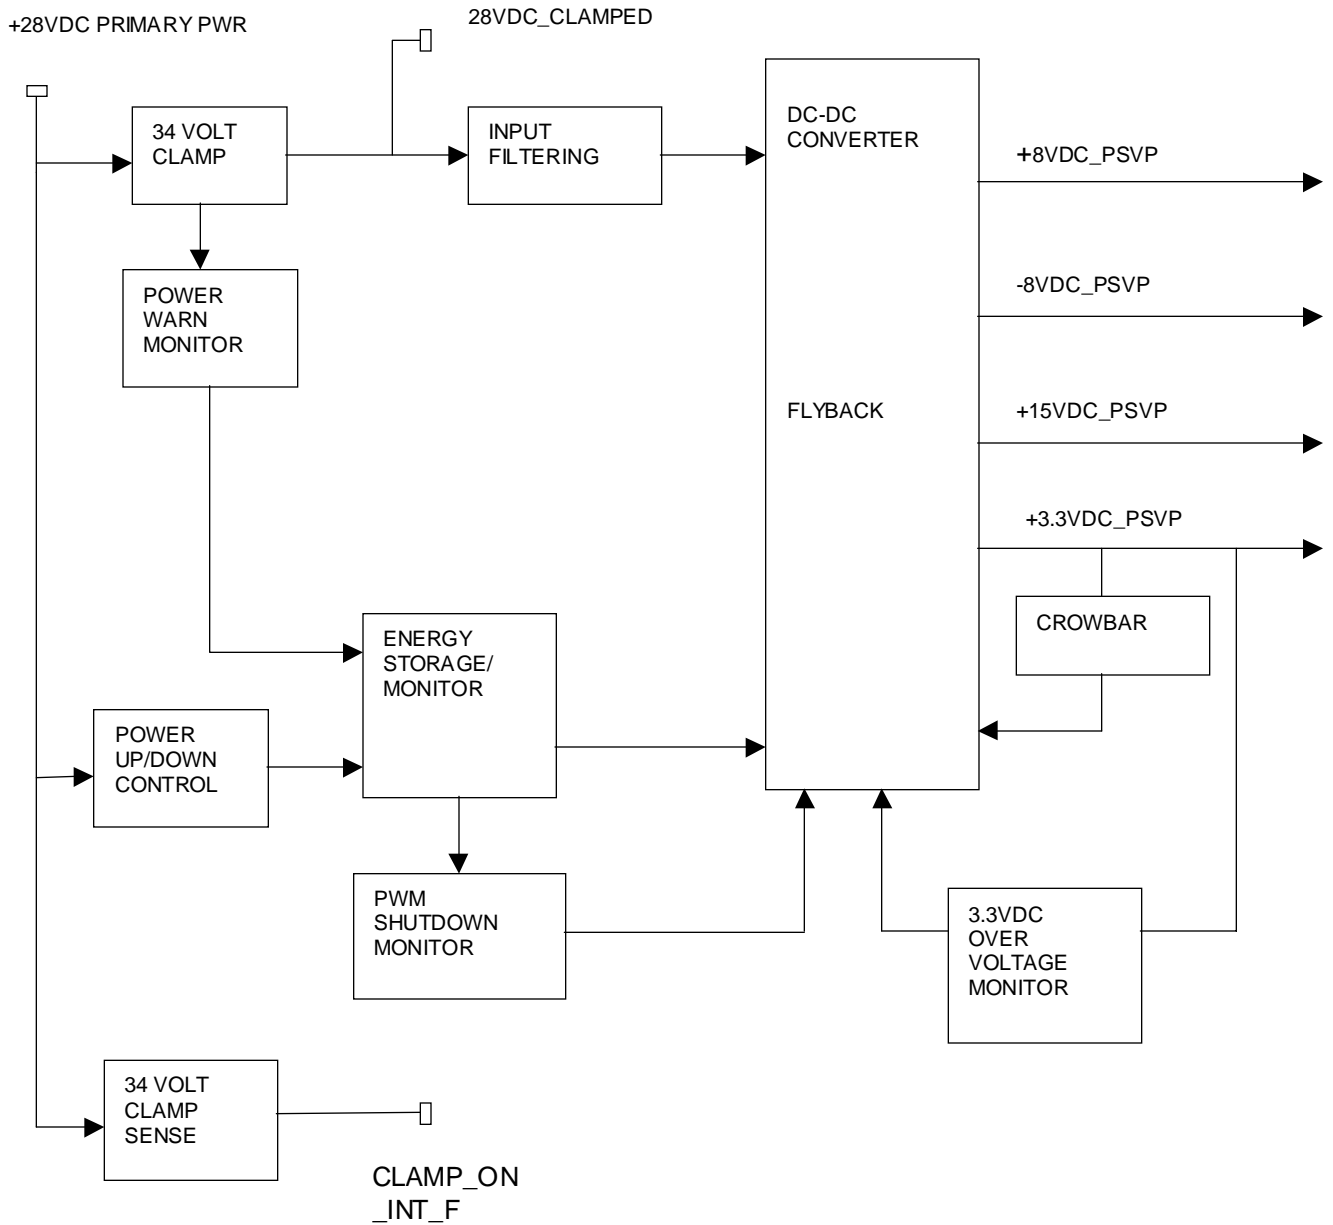 +28VDC PRIMARY PWR
28VDC_CLAMPED
34 VOLT
CLAMP
INPUT
FILTERING
DC-DC
CONVERTER
+8VDC_PSVP
POWER
WARN
MONITOR
-8VDC_PSVP
FLYBACK
+15VDC_PSVP
+3.3VDC_PSVP
CROWBAR
ENERGY
STORAGE/
MONITOR
POWER
UP/DOWN
CONTROL
PWM
SHUTDOWN
MONITOR
3.3VDC
OVER
VOLTAGE
MONITOR
34 VOLT
CLAMP
SENSE
CLAMP_ON
_INT_F